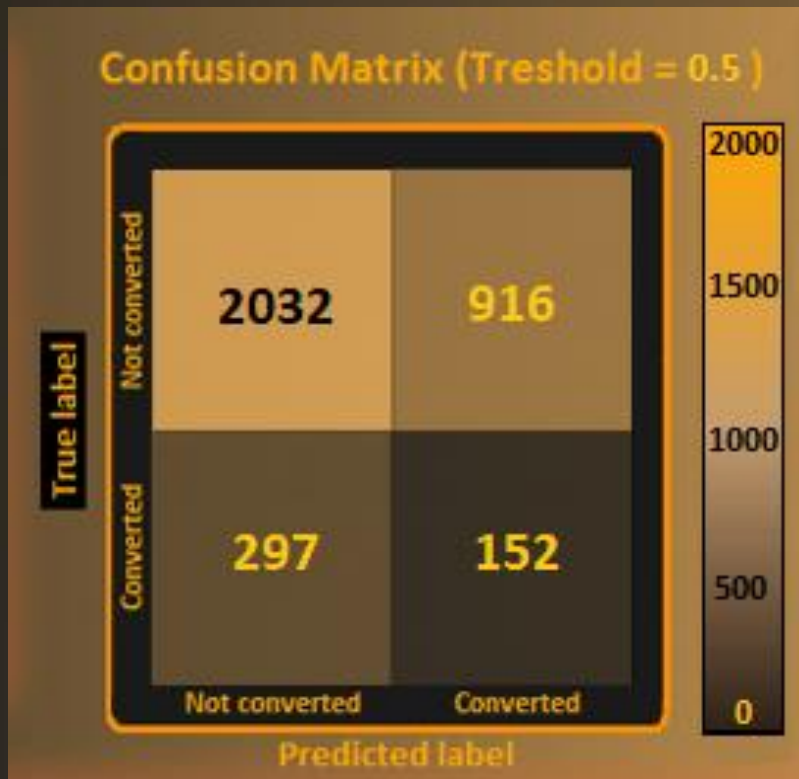 Confusion Matrix (Treshold = 0.5 )
True label
Not converted
2032
916
Converted
297
152
Not converted
Converted
Predicted label
2000
1500
1000
500
0